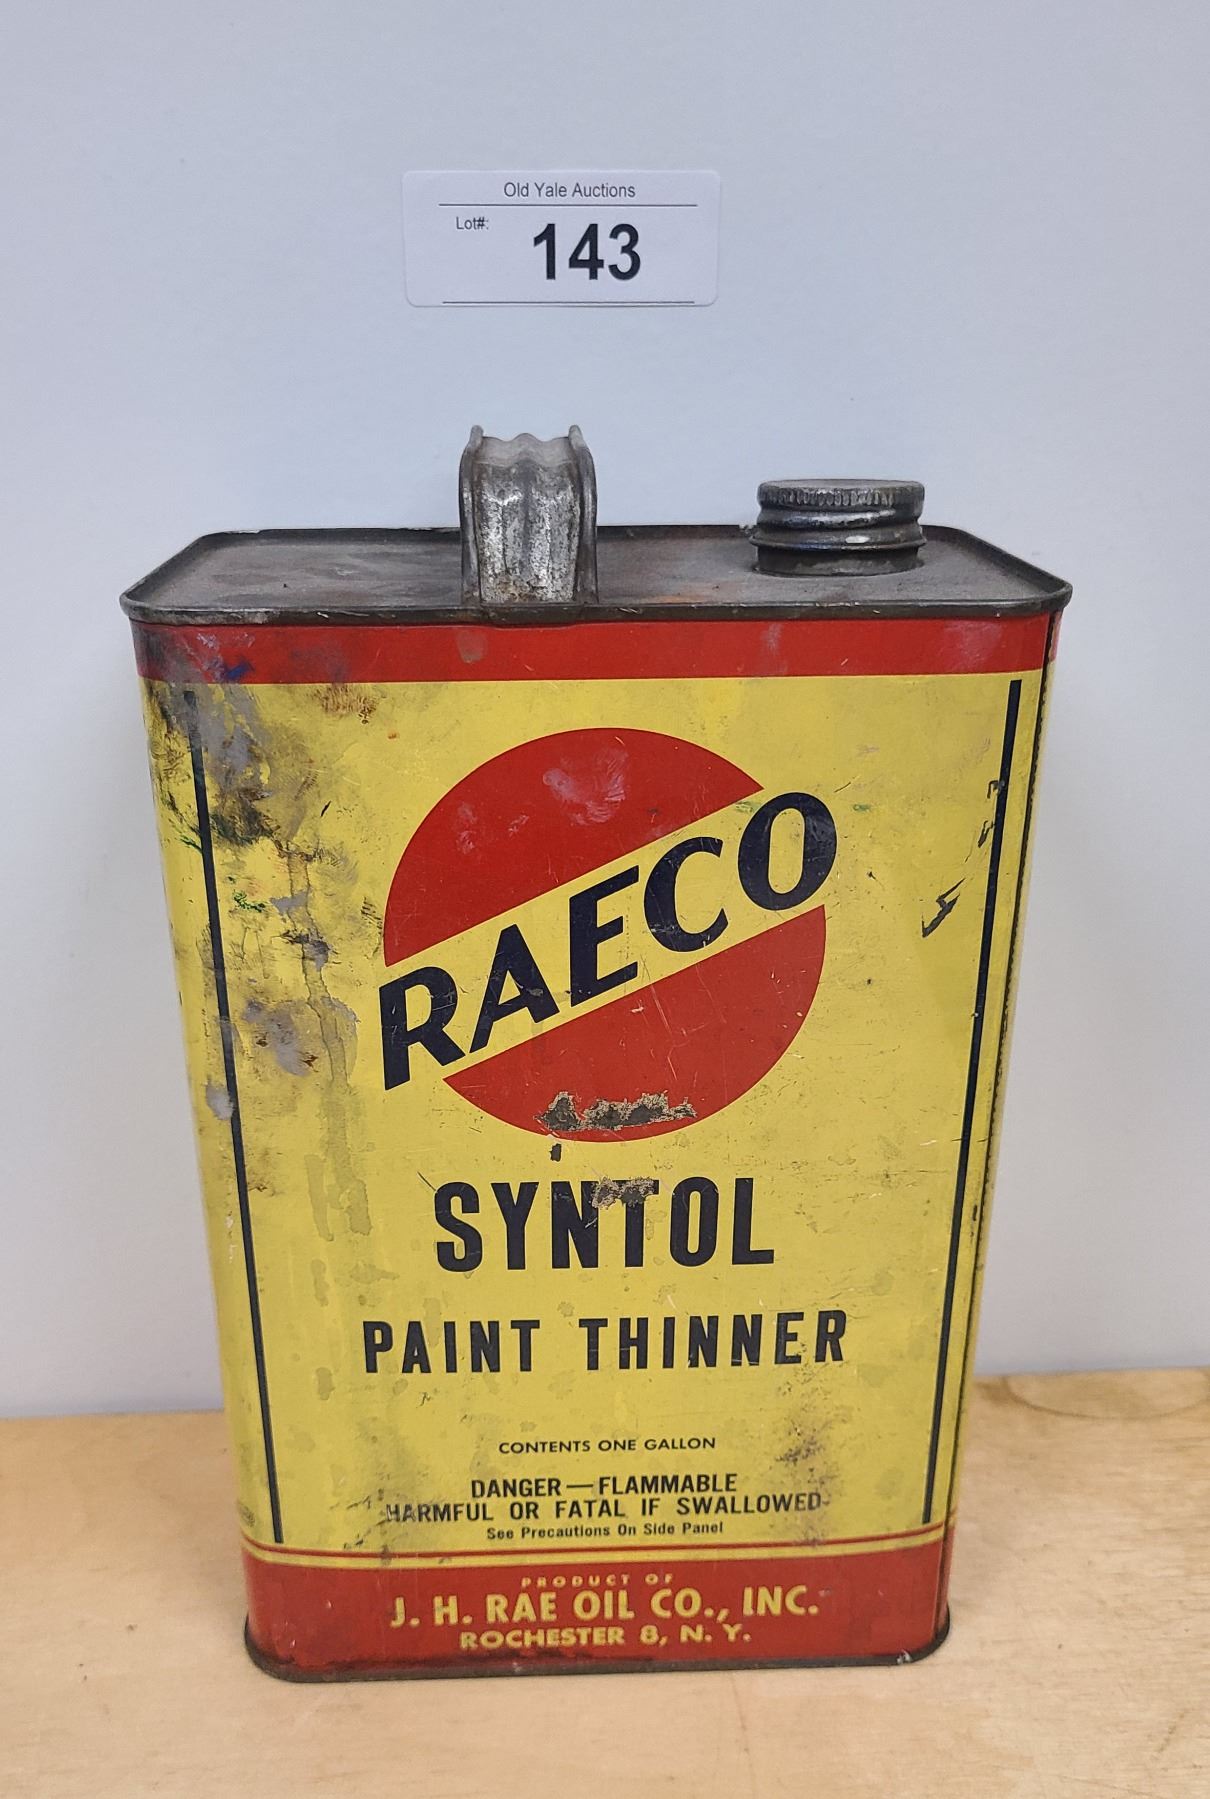 Old Yale Auctions
Lot#: 143
RAECO
SYNTOL
PAINT THINNER
CONTENTS ONE GALLON
DANGER — FLAMMABLE
HARMFUL OR FATAL IF SWALLOWED
See Precautions On Side Panel
PRODUCT OF
J. H. RAE OIL CO., INC.
ROCHESTER 8, N. Y.